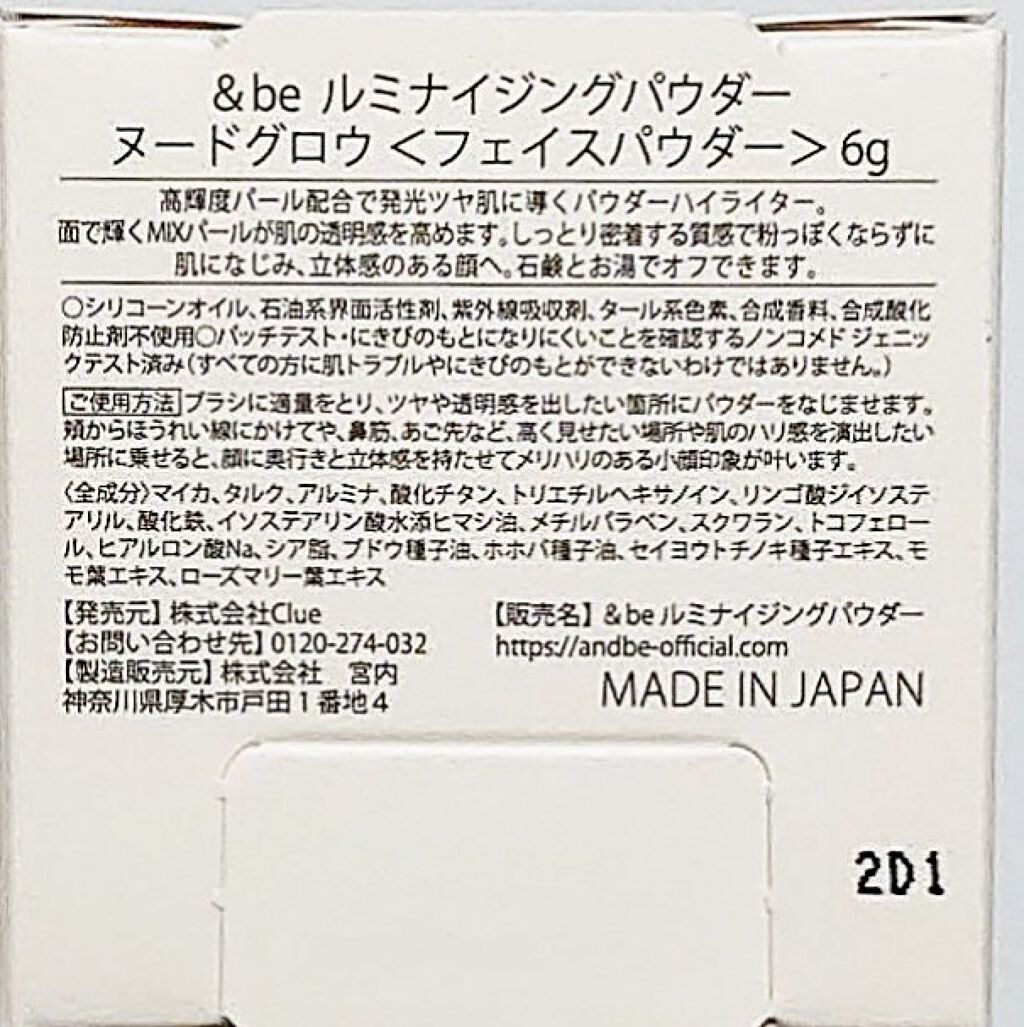 &be ルミナイジングパウダー
ヌードグロウ＜フェイスパウダー＞6g
高輝度パール配合で発光ツヤ肌に導くパウダーハイライター。
面で輝くMIXパールが肌の透明感を高めます。しっとり密着する質感で粉っぽくならずに
肌になじみ、立体感のある顔へ。石鹸とお湯でオフできます。
○シリコーンオイル、石油系界面活性剤、紫外線吸収剤、タール系色素、合成香料、合成酸化
防止剤不使用○パッチテスト・にきびのもとになりにくいことを確認するノンコメド ジェニッ
クテスト済み（すべての方に肌トラブルやにきびのもとができないわけではありません。）
ご使用方法 ブラシに適量をとり、ツヤや透明感を出したい箇所にパウダーをなじませます。
頬からほうれい線にかけてや、鼻筋、あご先など、高く見せたい場所や肌のハリ感を演出したい
場所に乗せると、顔に奥行きと立体感を持たせてメリハリのある小顔印象が叶います。
〈全成分〉マイカ、タルク、アルミナ、酸化チタン、トリエチルヘキサノイン、リンゴ酸ジイソステ
アリル、酸化鉄、イソステアリン酸水添ヒマシ油、メチルパラベン、スクワラン、トコフェロー
ル、ヒアルロン酸Na、シア脂、ブドウ種子油、ホホバ種子油、セイヨウトチノキ種子エキス、モ
モ葉エキス、ローズマリー葉エキス
【発売元】株式会社Clue
【お問い合わせ先】0120-274-032
【製造販売元】株式会社　宮内
神奈川県厚木市戸田１番地４
【販売名】&be ルミナイジングパウダー
https://andbe-official.com
MADE IN JAPAN
2D1